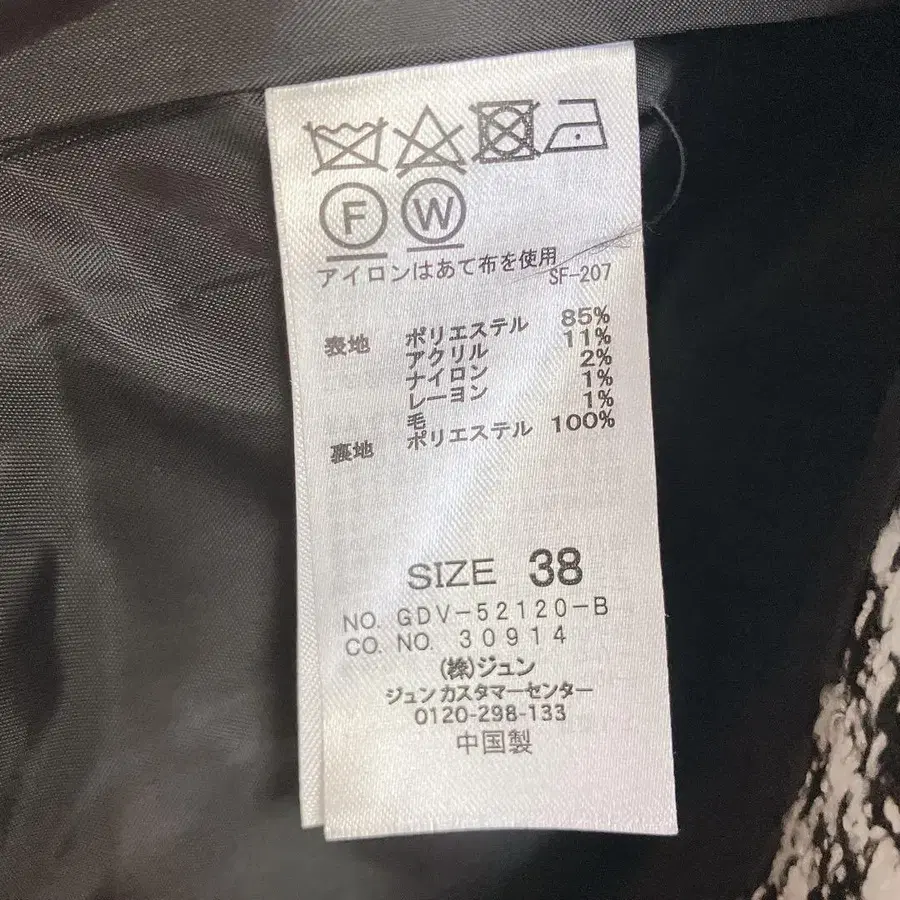 F W
アイロンはあて布を使用
SF-207
表地 ポリエステル 85%
アクリル 11%
ナイロン 2%
レーヨン 1%
毛 1%
裏地 ポリエステル 100%
SIZE 38
NO. GDV-52120-B
CO. NO. 30914
(株)ジュン
ジュンカスタマーセンター
0120-298-133
中国製